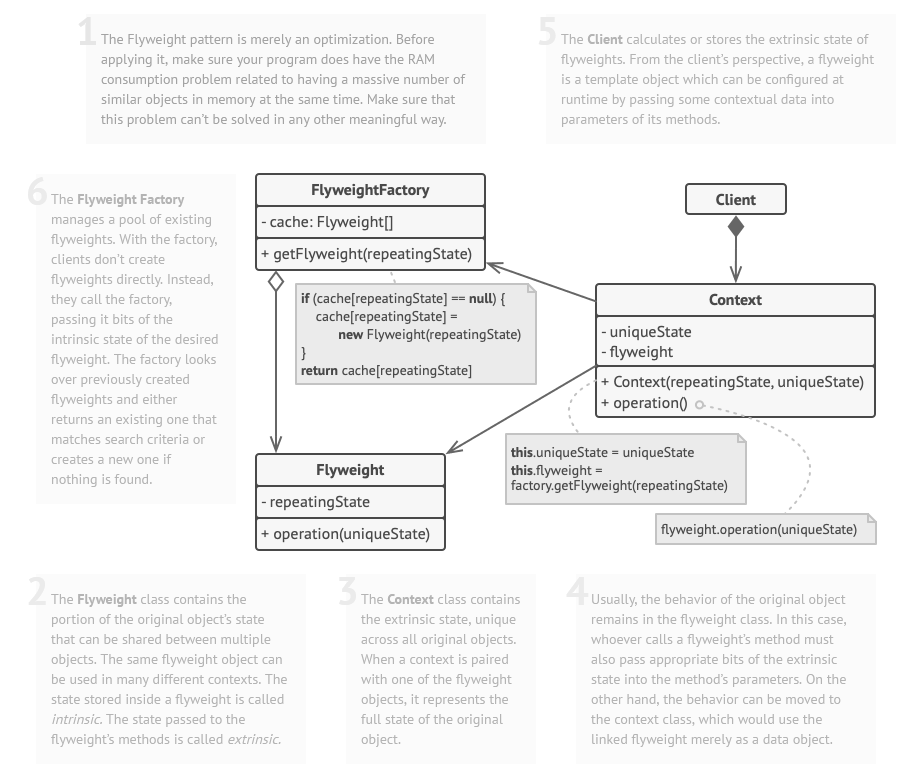 1
The Flyweight pattern is merely an optimization. Before
applying it, make sure your program does have the RAM
consumption problem related to having a massive number of
similar objects in memory at the same time. Make sure that
this problem can't be solved in any other meaningful way.
5
The Client calculates or stores the extrinsic state of
flyweights. From the client's perspective, a flyweight
is a template object which can be configured at
runtime by passing some contextual data into
parameters of its methods.
6
The Flyweight Factory
manages a pool of existing
flyweights. With the factory,
clients don't create
flyweights directly. Instead,
they call the factory,
passing it bits of the
intrinsic state of the desired
flyweight. The factory looks
over previously created
flyweights and either
returns an existing one that
matches search criteria or
creates a new one if
nothing is found.
FlyweightFactory
- cache: Flyweight[]
+ getFlyweight(repeatingState)
if (cache[repeatingState] == null) {
cache[repeatingState] =
new Flyweight(repeatingState)
}
return cache[repeatingState]
Client
Context
- uniqueState
- flyweight
+ Context(repeatingState, uniqueState)
+ operation()
this.uniqueState = uniqueState
this.flyweight =
factory.getFlyweight(repeatingState)
flyweight.operation(uniqueState)
Flyweight
- repeatingState
+ operation(uniqueState)
2
The Flyweight class contains the
portion of the original object's state
that can be shared between multiple
objects. The same flyweight object can
be used in many different contexts. The
state stored inside a flyweight is called
intrinsic. The state passed to the
flyweight's methods is called extrinsic.
3
The Context class contains
the extrinsic state, unique
across all original objects.
When a context is paired
with one of the flyweight
objects, it represents the
full state of the original
object.
4
Usually, the behavior of the original object
remains in the flyweight class. In this case,
whoever calls a flyweight's method must
also pass appropriate bits of the extrinsic
state into the method's parameters. On the
other hand, the behavior can be moved to
the context class, which would use the
linked flyweight merely as a data object.